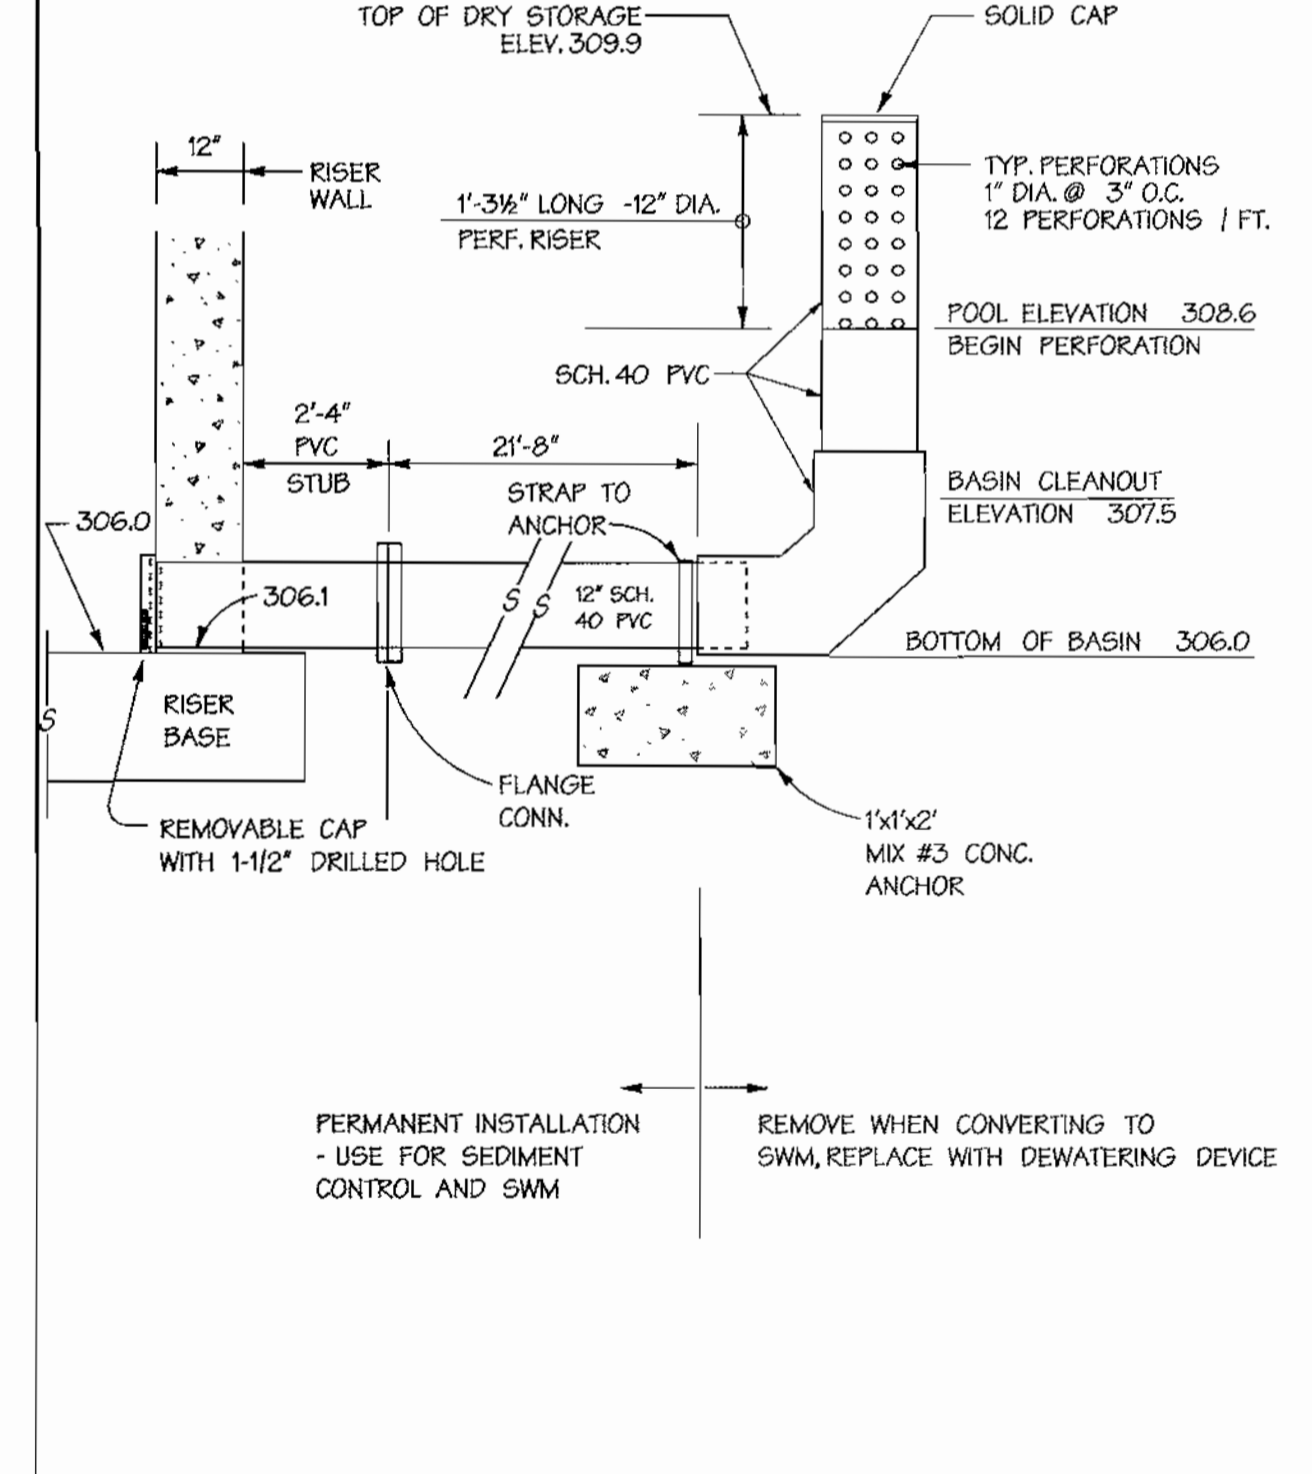 TOP OF DRY STORAGE
ELEV. 309.9
SOLID CAP
12"
RISER
WALL
1'-3½" LONG -12" DIA.
PERF. RISER
TYP. PERFORATIONS
1" DIA. @ 3" O.C.
12 PERFORATIONS / FT.
POOL ELEVATION 308.6
BEGIN PERFORATION
SCH. 40 PVC
2'-4"
PVC
STUB
21'-8"
STRAP TO
ANCHOR
BASIN CLEANOUT
ELEVATION 307.5
306.0
306.1
S S
12" SCH.
40 PVC
BOTTOM OF BASIN 306.0
RISER
BASE
S
FLANGE
CONN.
REMOVABLE CAP
WITH 1-1/2" DRILLED HOLE
1'x1'x2'
MIX #3 CONC.
ANCHOR
PERMANENT INSTALLATION
- USE FOR SEDIMENT
CONTROL AND SWM
REMOVE WHEN CONVERTING TO
SWM, REPLACE WITH DEWATERING DEVICE